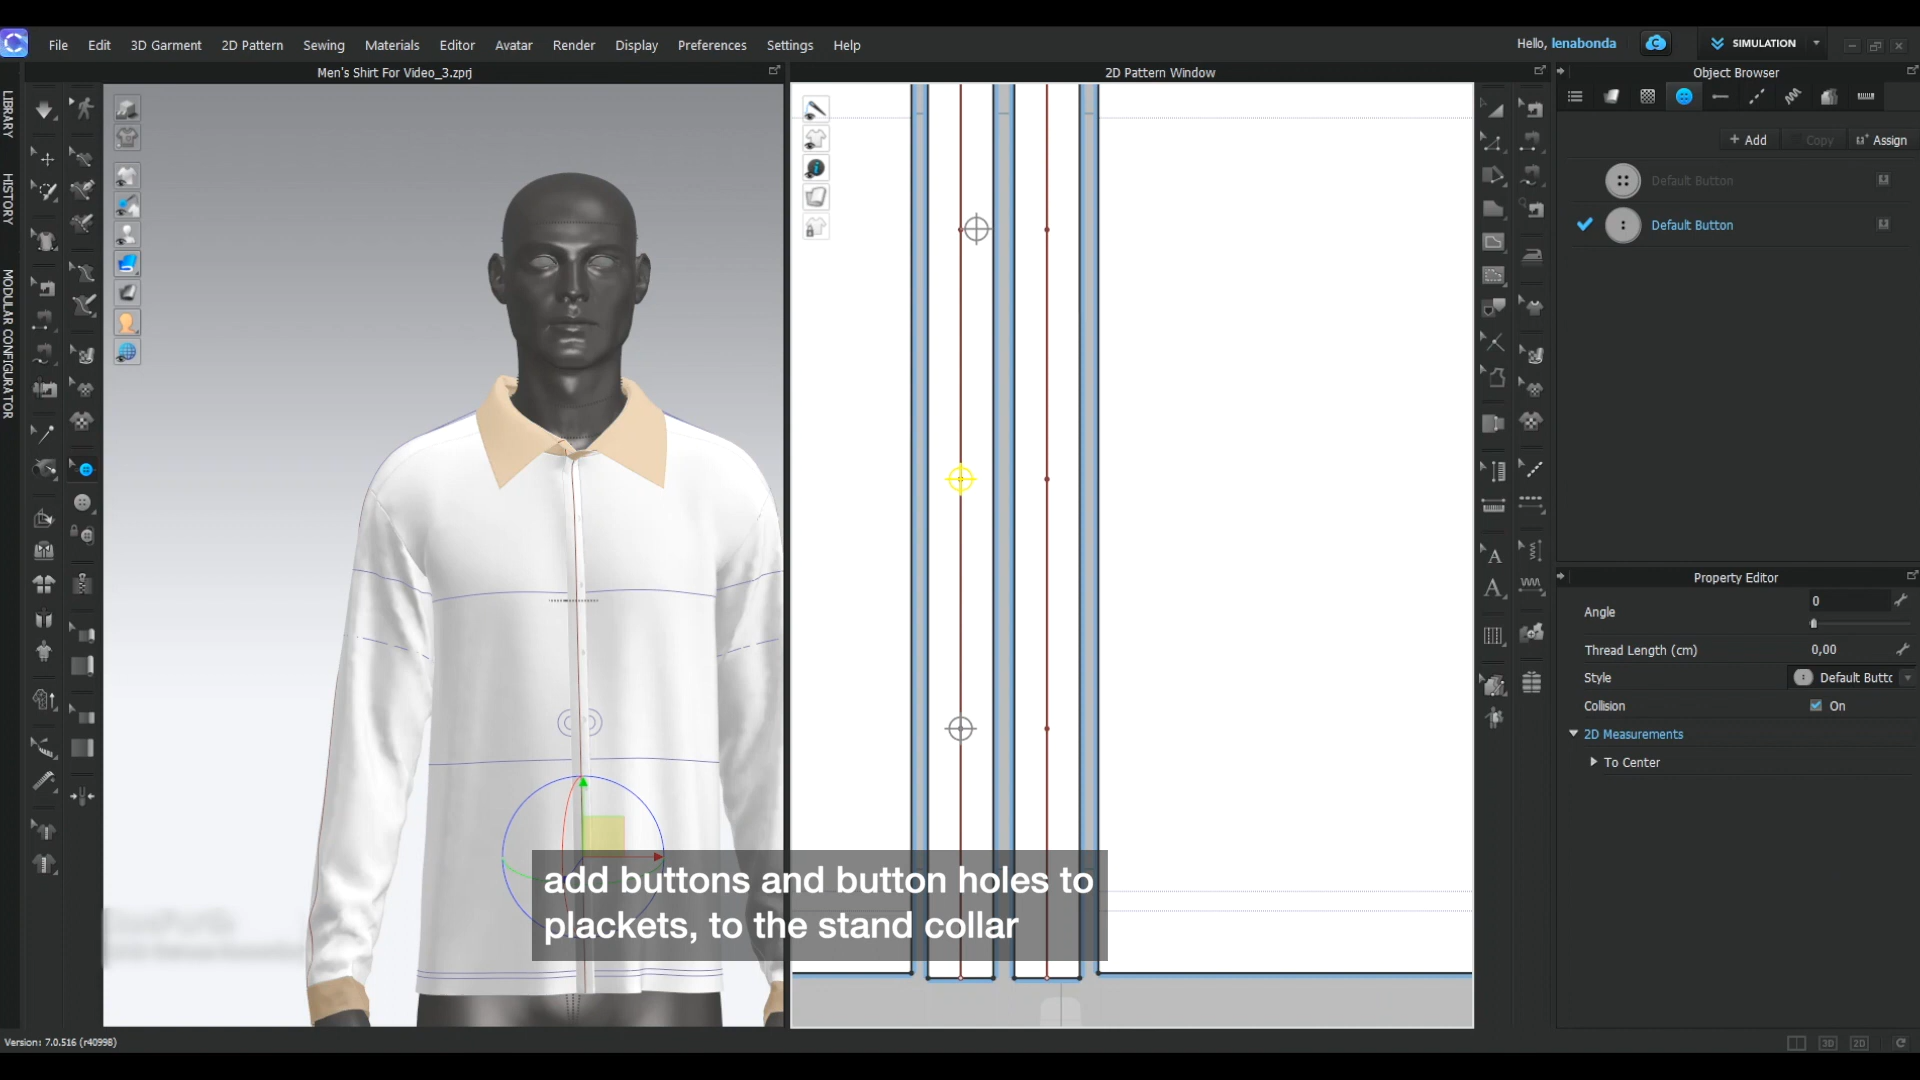 File Edit 3D Garment 2D Pattern Sewing Materials Editor Avatar Render Display Preferences Settings Help
Hello, lenabonda
SIMULATION
Men's Shirt For Video_3.zprj
2D Pattern Window
Object Browser
LIBRARY
HISTORY
MODULAR CONFIGURATOR
+ Add
Copy
Assign
Default Button
Default Button
Property Editor
Angle
0
Thread Length (cm)
0,00
Style
Default Butto
Collision
On
2D Measurements
To Center
add buttons and button holes to
plackets, to the stand collar
Version: 7.0.516 (r40998)
3D
2D